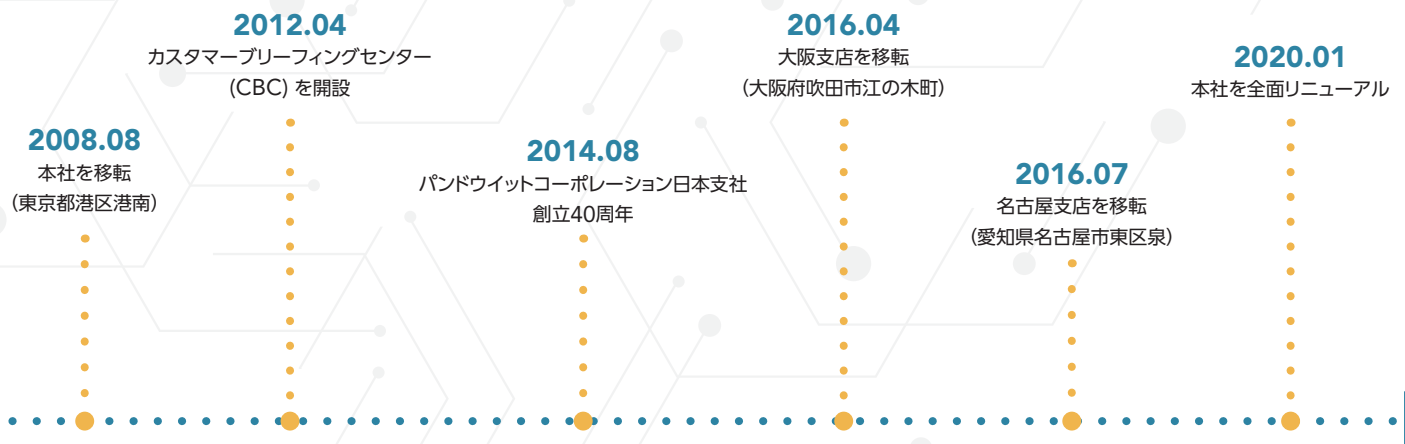 2008.08
本社を移転
(東京都港区港南)
2012.04
カスタマーブリーフィングセンター
(CBC) を開設
2014.08
パンドウイットコーポレーション日本支社
創立40周年
2016.04
大阪支店を移転
(大阪府吹田市江の木町)
2016.07
名古屋支店を移転
(愛知県名古屋市東区泉)
2020.01
本社を全面リニューアル